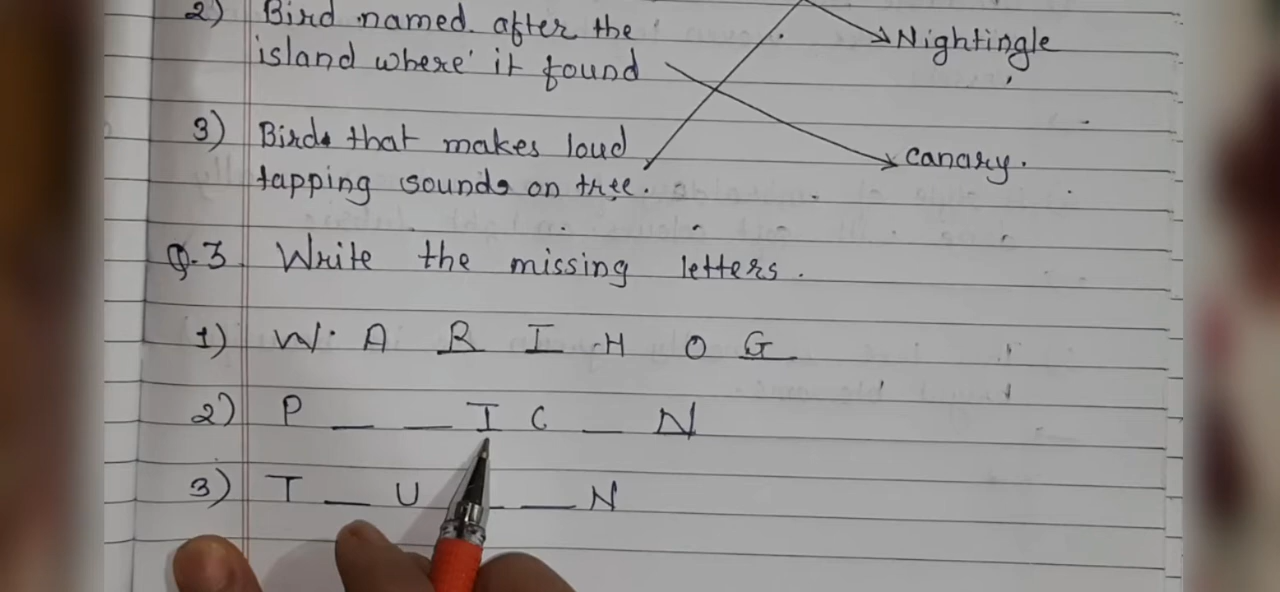 2) Bird named after the
Nightingle
island where it found
3) Birds that makes loud
canary.
tapping sounds on tree.
Q.3 Write the missing letters.
1) W A R I H O G
2) P _ _ I C _ N
3) T _ U _ _ N